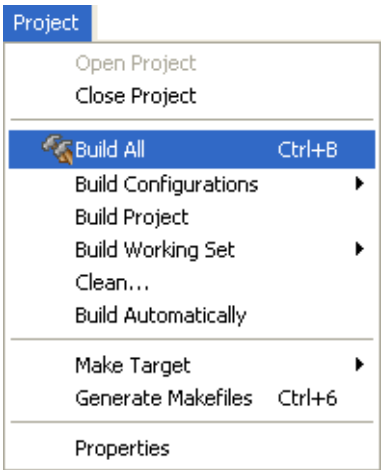 Project
Open Project
Close Project
Build All Ctrl+B
Build Configurations
Build Project
Build Working Set
Clean...
Build Automatically
Make Target
Generate Makefiles Ctrl+6
Properties